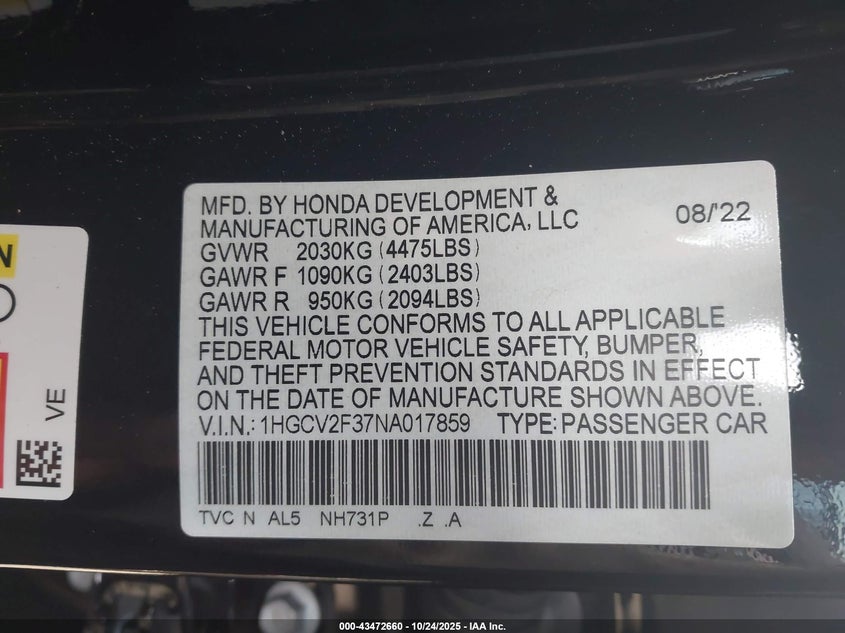 MFD. BY HONDA DEVELOPMENT &
MANUFACTURING OF AMERICA, LLC 08/'22
GVWR 2030KG (4475LBS)
GAWR F 1090KG (2403LBS)
GAWR R 950KG (2094LBS)
THIS VEHICLE CONFORMS TO ALL APPLICABLE
FEDERAL MOTOR VEHICLE SAFETY, BUMPER,
AND THEFT PREVENTION STANDARDS IN EFFECT
ON THE DATE OF MANUFACTURE SHOWN ABOVE.
V.I.N.: 1HGCV2F37NA017859 TYPE: PASSENGER CAR
TVC N AL5 NH731P .Z .A
N
VE
000-43472660 - 10/24/2025 - IAA Inc.